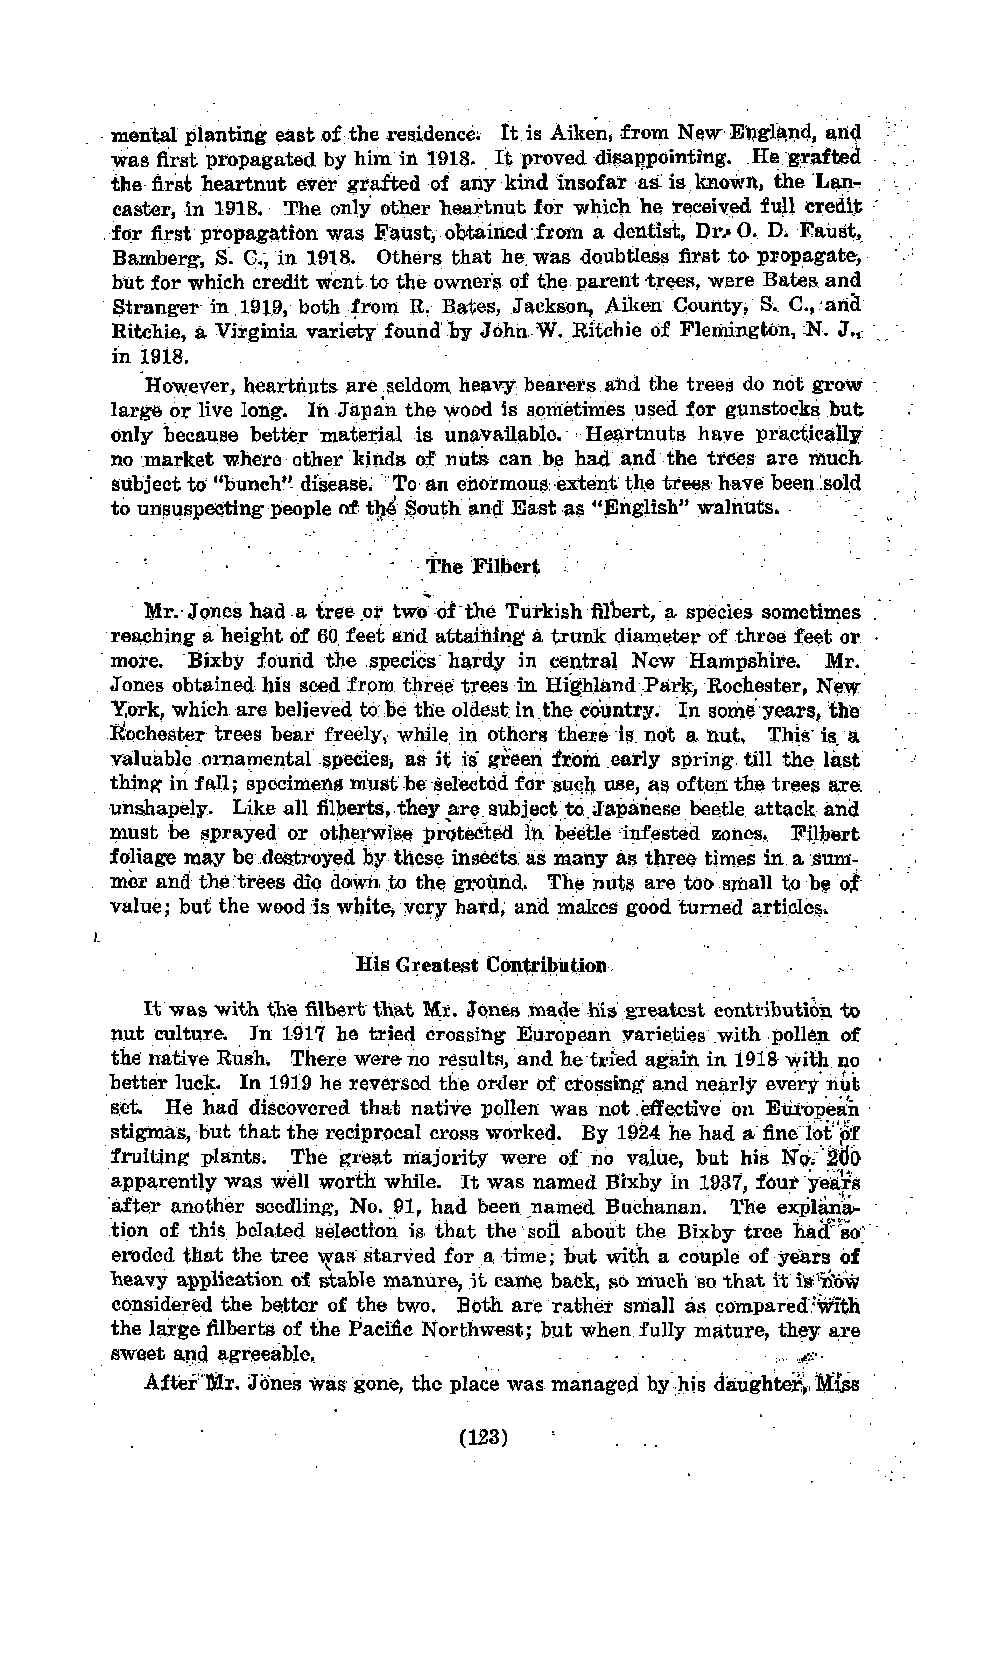 mental planting east of the residence. It is Aiken, from New England, and
was first propagated by him in 1918. It proved disappointing. He grafted
the first heartnut ever grafted of any kind insofar as is known, the Lan-
caster, in 1918. The only other heartnut for which he received full credit
for first propagation was Faust, obtained from a dentist, Dr. O. D. Faust,
Bamberg, S. C., in 1918. Others that he was doubtless first to propagate,
but for which credit went to the owners of the parent trees, were Bates and
Stranger in 1919, both from R. Bates, Jackson, Aiken County, S. C., and
Ritchie, a Virginia variety found by John W. Ritchie of Flemington, N. J.,
in 1918.
However, heartnuts are seldom heavy bearers and the trees do not grow
large or live long. In Japan the wood is sometimes used for gunstocks but
only because better material is unavailable. Heartnuts have practically
no market where other kinds of nuts can be had and the trees are much
subject to "bunch" disease. To an enormous extent the trees have been sold
to unsuspecting people of the South and East as "English" walnuts.
The Filbert
Mr. Jones had a tree or two of the Turkish filbert, a species sometimes
reaching a height of 60 feet and attaining a trunk diameter of three feet or
more. Bixby found the species hardy in central New Hampshire. Mr.
Jones obtained his seed from three trees in Highland Park, Rochester, New
York, which are believed to be the oldest in the country. In some years, the
Rochester trees bear freely, while in others there is not a nut. This is a
valuable ornamental species, as it is green from early spring till the last
thing in fall; specimens must be selected for such use, as often the trees are
unshapely. Like all filberts, they are subject to Japanese beetle attack and
must be sprayed or otherwise protected in beetle infested zones. Filbert
foliage may be destroyed by these insects as many as three times in a sum-
mer and the trees die down to the ground. The nuts are too small to be of
value; but the wood is white, very hard, and makes good turned articles.
His Greatest Contribution
It was with the filbert that Mr. Jones made his greatest contribution to
nut culture. In 1917 he tried crossing European varieties with pollen of
the native Rush. There were no results, and he tried again in 1918 with no
better luck. In 1919 he reversed the order of crossing and nearly every nut
set. He had discovered that native pollen was not effective on European
stigmas, but that the reciprocal cross worked. By 1924 he had a fine lot of
fruiting plants. The great majority were of no value, but his No. 200
apparently was well worth while. It was named Bixby in 1937, four years
after another seedling, No. 91, had been named Buchanan. The explana-
tion of this belated selection is that the soil about the Bixby tree had so
eroded that the tree was starved for a time; but with a couple of years of
heavy application of stable manure, it came back, so much so that it is now
considered the better of the two. Both are rather small as compared with
the large filberts of the Pacific Northwest; but when fully mature, they are
sweet and agreeable.
After Mr. Jones was gone, the place was managed by his daughter, Miss
(123)